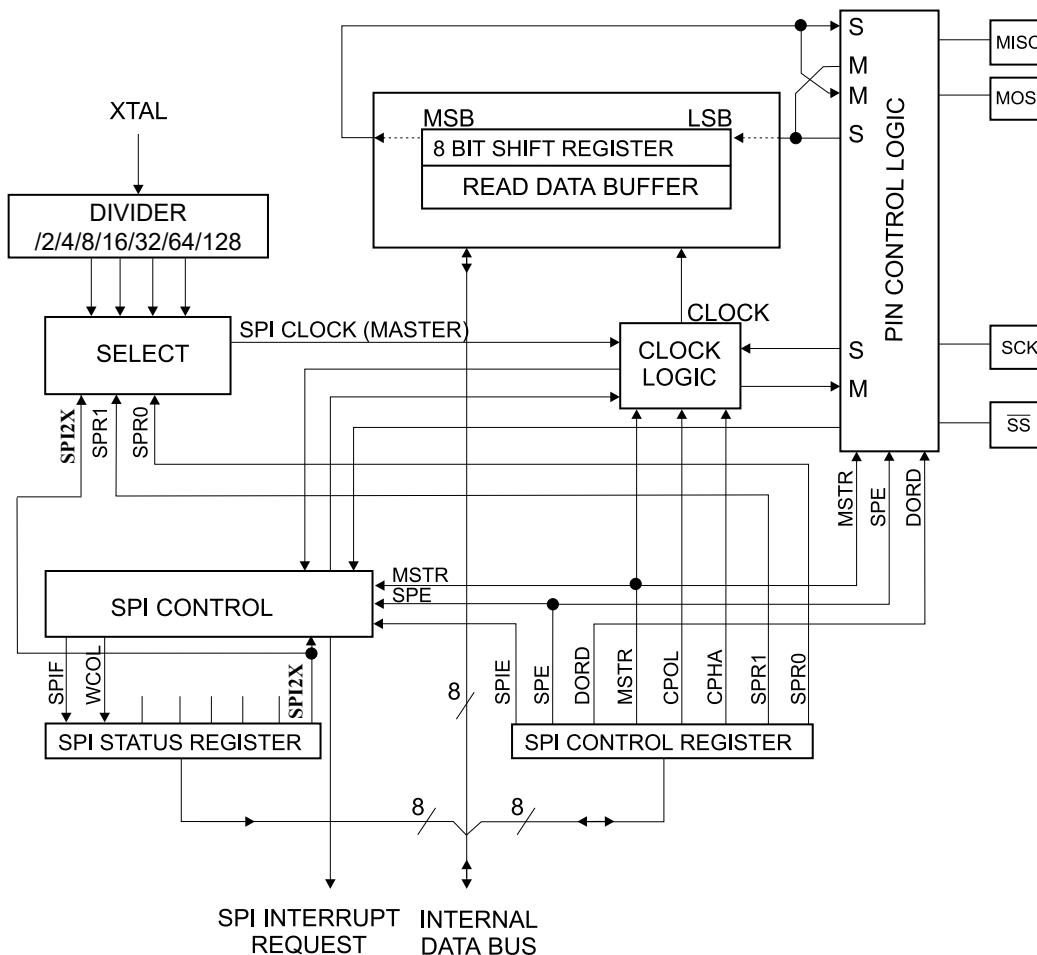 S
MISO
M
M
MOSI
XTAL
MSB
LSB
S
8 BIT SHIFT REGISTER
READ DATA BUFFER
DIVIDER
/2/4/8/16/32/64/128
PIN CONTROL LOGIC
CLOCK
SPI CLOCK (MASTER)
SELECT
CLOCK
LOGIC
S
M
SCK
SS
SPI2X
SPR1
SPR0
MSTR
SPE
DORD
MSTR
SPE
SPI CONTROL
SPIF
WCOL
SPI2X
8
SPIE
SPE
DORD
MSTR
CPOL
CPHA
SPR1
SPR0
SPI STATUS REGISTER
SPI CONTROL REGISTER
8
8
SPI INTERRUPT
REQUEST
INTERNAL
DATA BUS